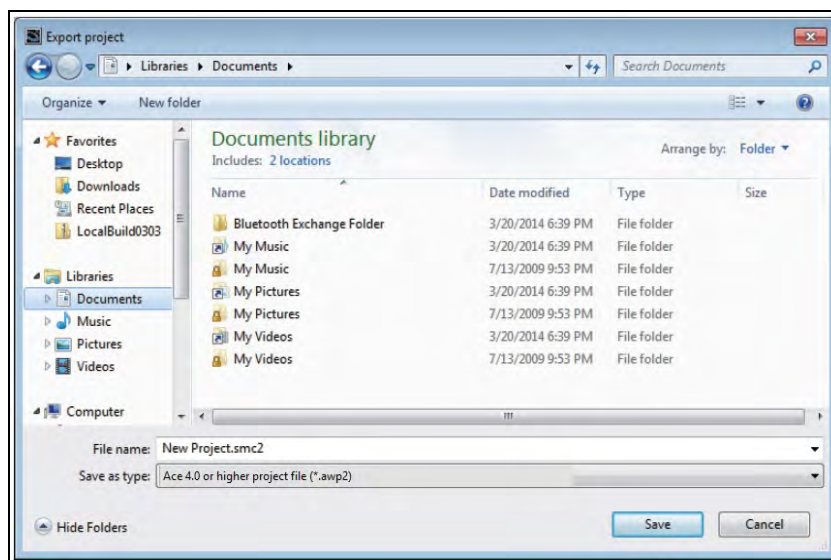 Export project
Libraries Documents
Search Documents
Organize New folder
Favorites
Desktop
Downloads
Recent Places
LocalBuild0303
Libraries
Documents
Music
Pictures
Videos
Computer
Documents library
Includes: 2 locations
Arrange by: Folder
Name Date modified Type Size
Bluetooth Exchange Folder 3/20/2014 6:39 PM File folder
My Music 3/20/2014 6:39 PM File folder
My Music 7/13/2009 9:53 PM File folder
My Pictures 3/20/2014 6:39 PM File folder
My Pictures 7/13/2009 9:53 PM File folder
My Videos 3/20/2014 6:39 PM File folder
My Videos 7/13/2009 9:53 PM File folder
File name: New Project.smc2
Save as type: Ace 4.0 or higher project file (*.awp2)
Hide Folders
Save Cancel